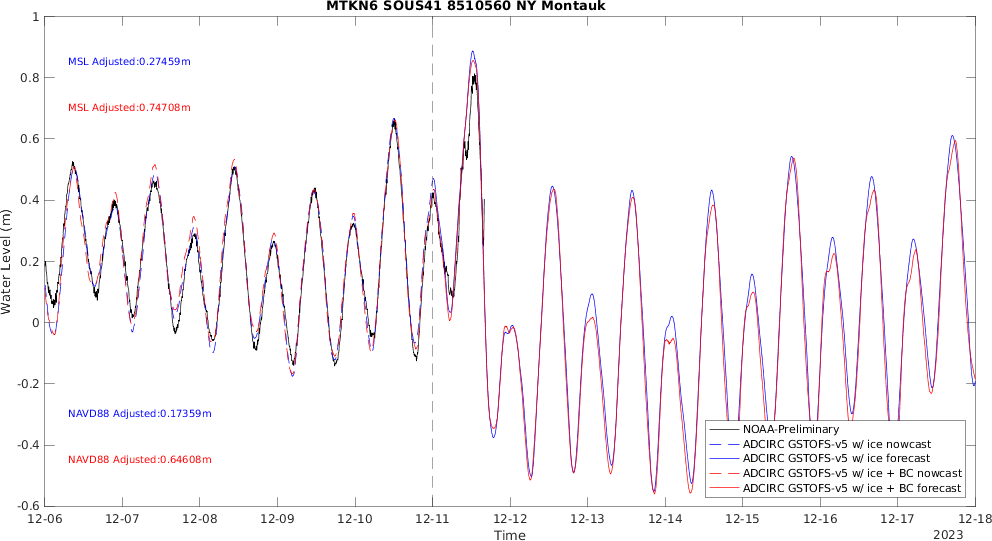 MTKN6 SOUS41 8510560 NY Montauk
1
0.8
0.6
0.4
0.2
0
-0.2
-0.4
-0.6
Water Level (m)
MSL Adjusted:0.27459m
MSL Adjusted:0.74708m
NAVD88 Adjusted:0.17359m
NAVD88 Adjusted:0.64608m
NOAA-Preliminary
ADCIRC GSTOFS-v5 w/ ice nowcast
ADCIRC GSTOFS-v5 w/ ice forecast
ADCIRC GSTOFS-v5 w/ice + BC nowcast
ADCIRC GSTOFS-v5 w/ice + BC forecast
12-06 12-07 12-08 12-09 12-10 12-11 12-12 12-13 12-14 12-15 12-16 12-17 12-18
Time
2023